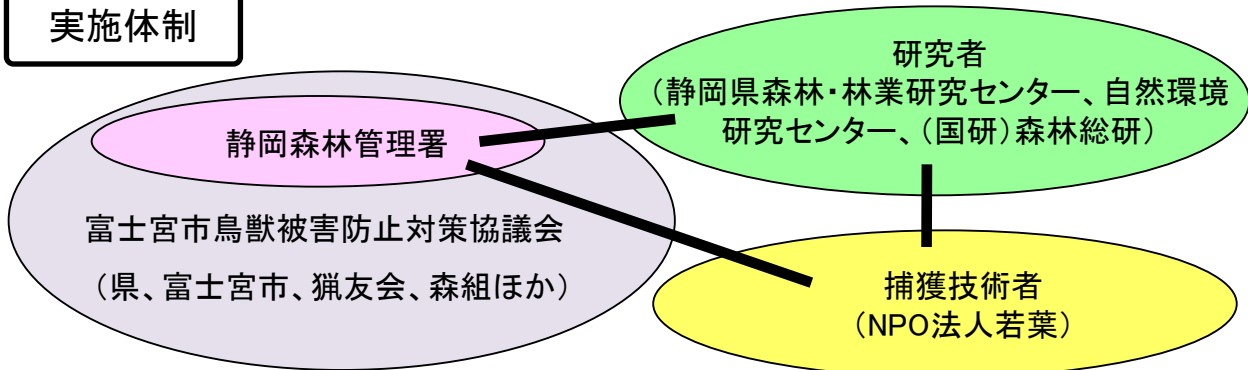 実施体制
研究者
（静岡県森林・林業研究センター、自然環境
研究センター、（国研）森林総研）
静岡森林管理署
富士宮市鳥獣被害防止対策協議会
（県、富士宮市、猟友会、森組ほか）
捕獲技術者
（NPO法人若葉）